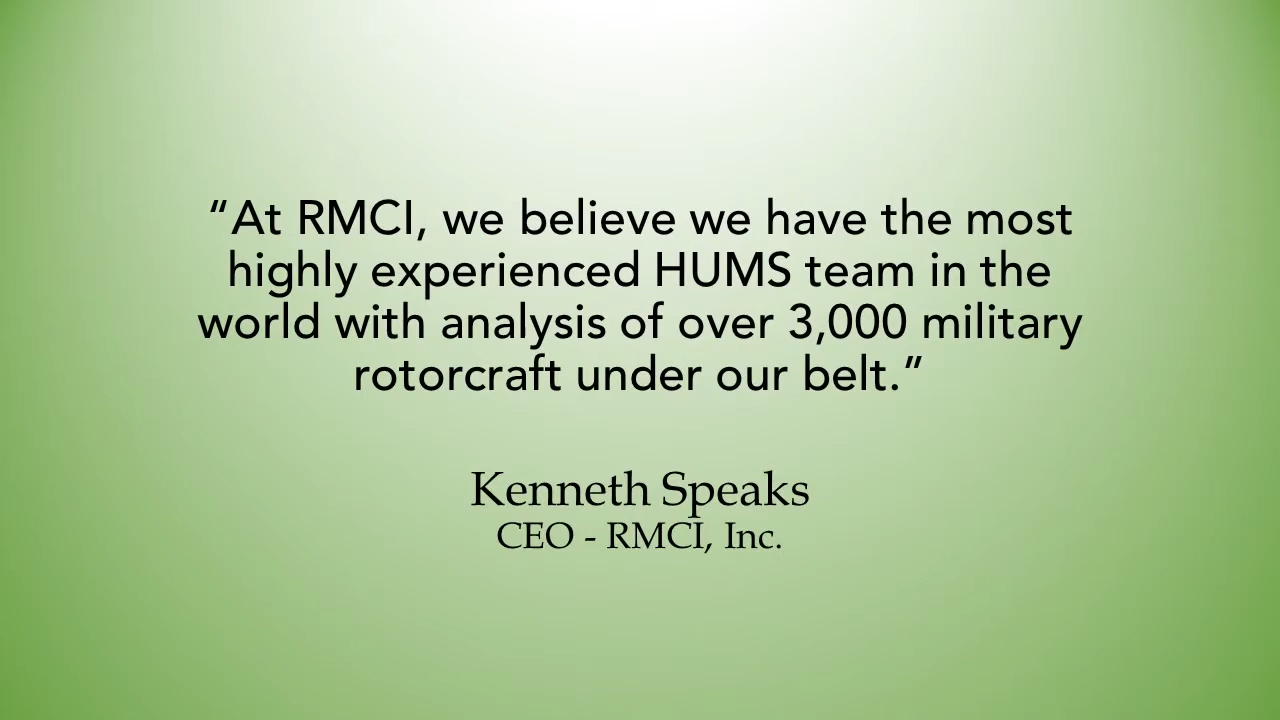 “At RMCI, we believe we have the most
highly experienced HUMS team in the
world with analysis of over 3,000 military
rotorcraft under our belt.”
Kenneth Speaks
CEO - RMCI, Inc.